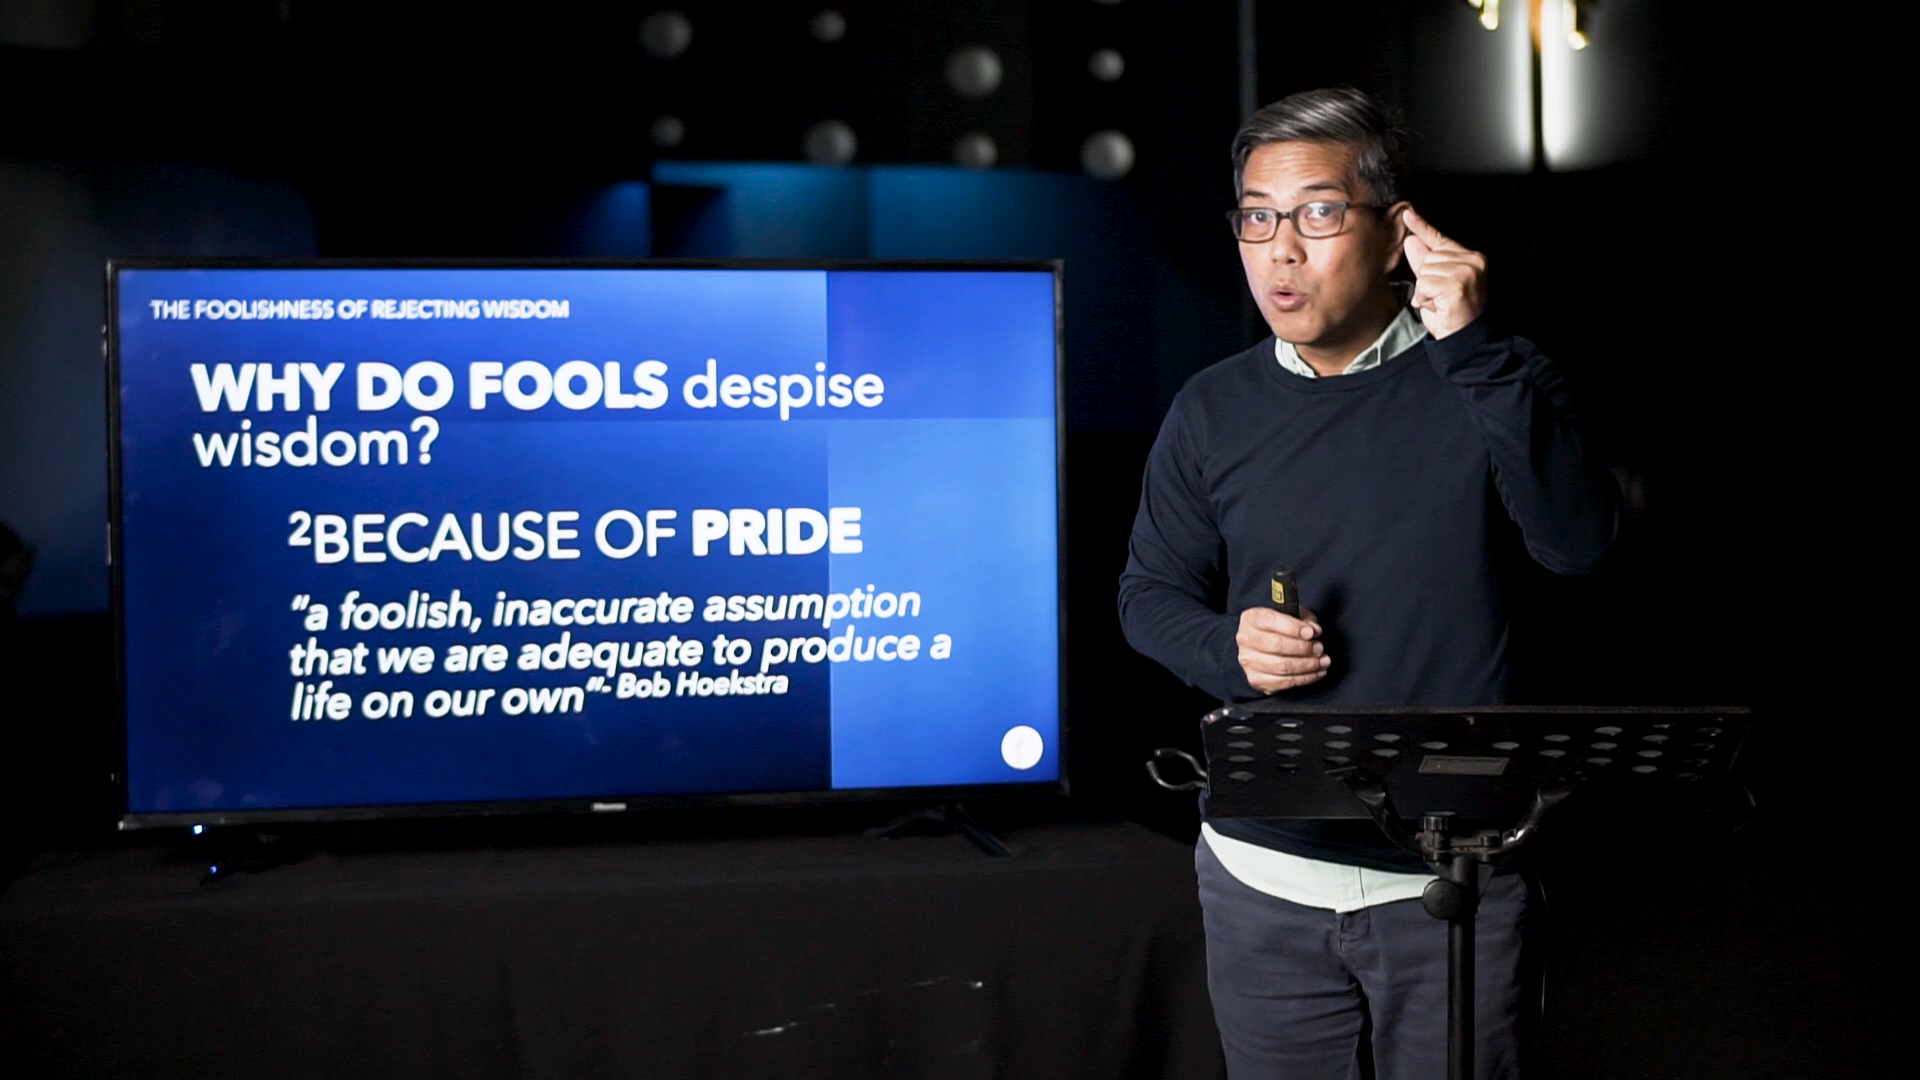 THE FOOLISHNESS OF REJECTING WISDOM
WHY DO FOOLS despise
wisdom?
²BECAUSE OF PRIDE
“a foolish, inaccurate assumption
that we are adequate to produce a
life on our own”- Bob Hoekstra
Hisense